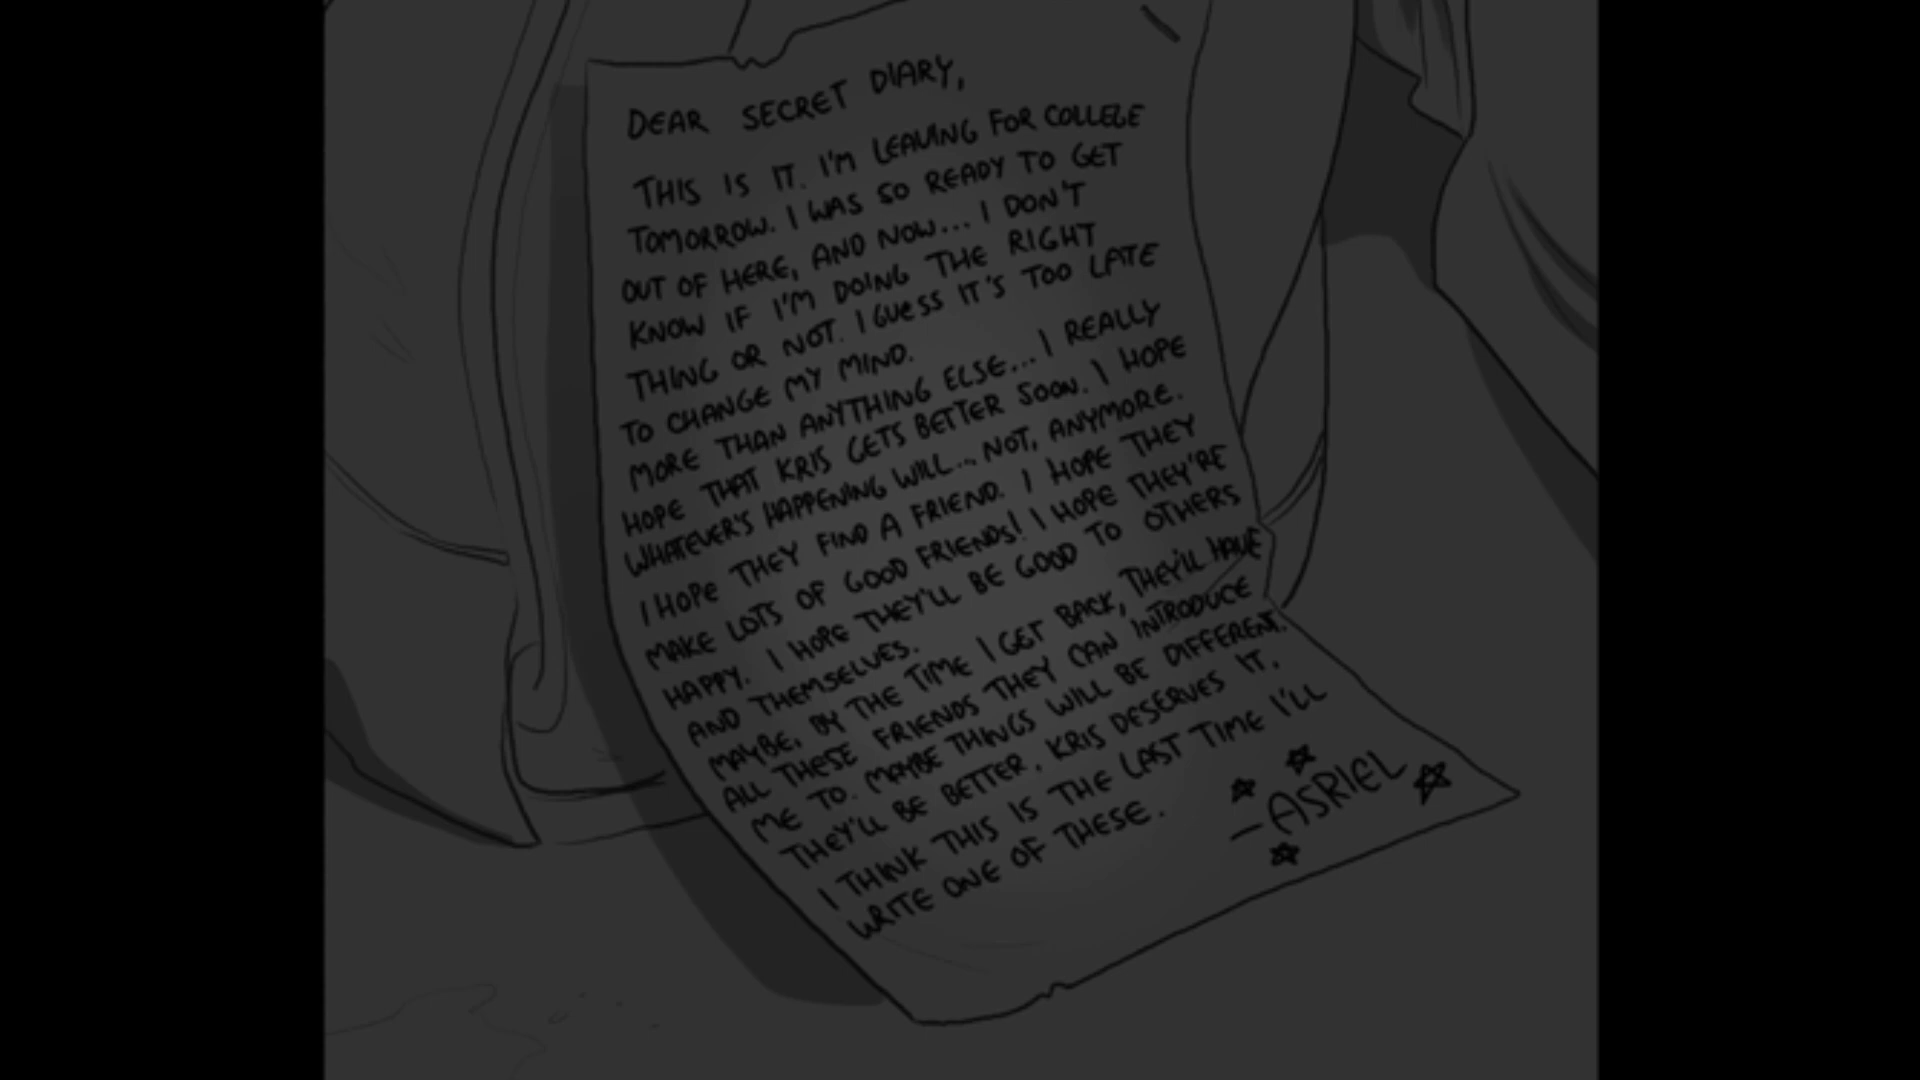 DEAR SECRET DIARY,
THIS IS IT. I'M LEAVING FOR COLLEGE
TOMORROW. I WAS SO READY TO GET
OUT OF HERE, AND NOW... I DON'T
KNOW IF I'M DOING THE RIGHT
THING OR NOT. I GUESS IT'S TOO LATE
TO CHANGE MY MIND.
MORE THAN ANYTHING ELSE... I REALLY
HOPE THAT KRIS GETS BETTER SOON. I HOPE
WHATEVER'S HAPPENING WILL... NOT, ANYMORE.
I HOPE THEY FIND A FRIEND. I HOPE THEY
MAKE LOTS OF GOOD FRIENDS! I HOPE THEY'RE
HAPPY. I HOPE THEY'LL BE GOOD TO OTHERS
AND THEMSELVES.
MAYBE, BY THE TIME I GET BACK, THEY'LL HAVE
ALL THESE FRIENDS THEY CAN INTRODUCE
ME TO. MAYBE THINGS WILL BE DIFFERENT.
THEY'LL BE BETTER. KRIS DESERVES IT.
I THINK THIS IS THE LAST TIME I'LL
WRITE ONE OF THESE.
—ASRIEL